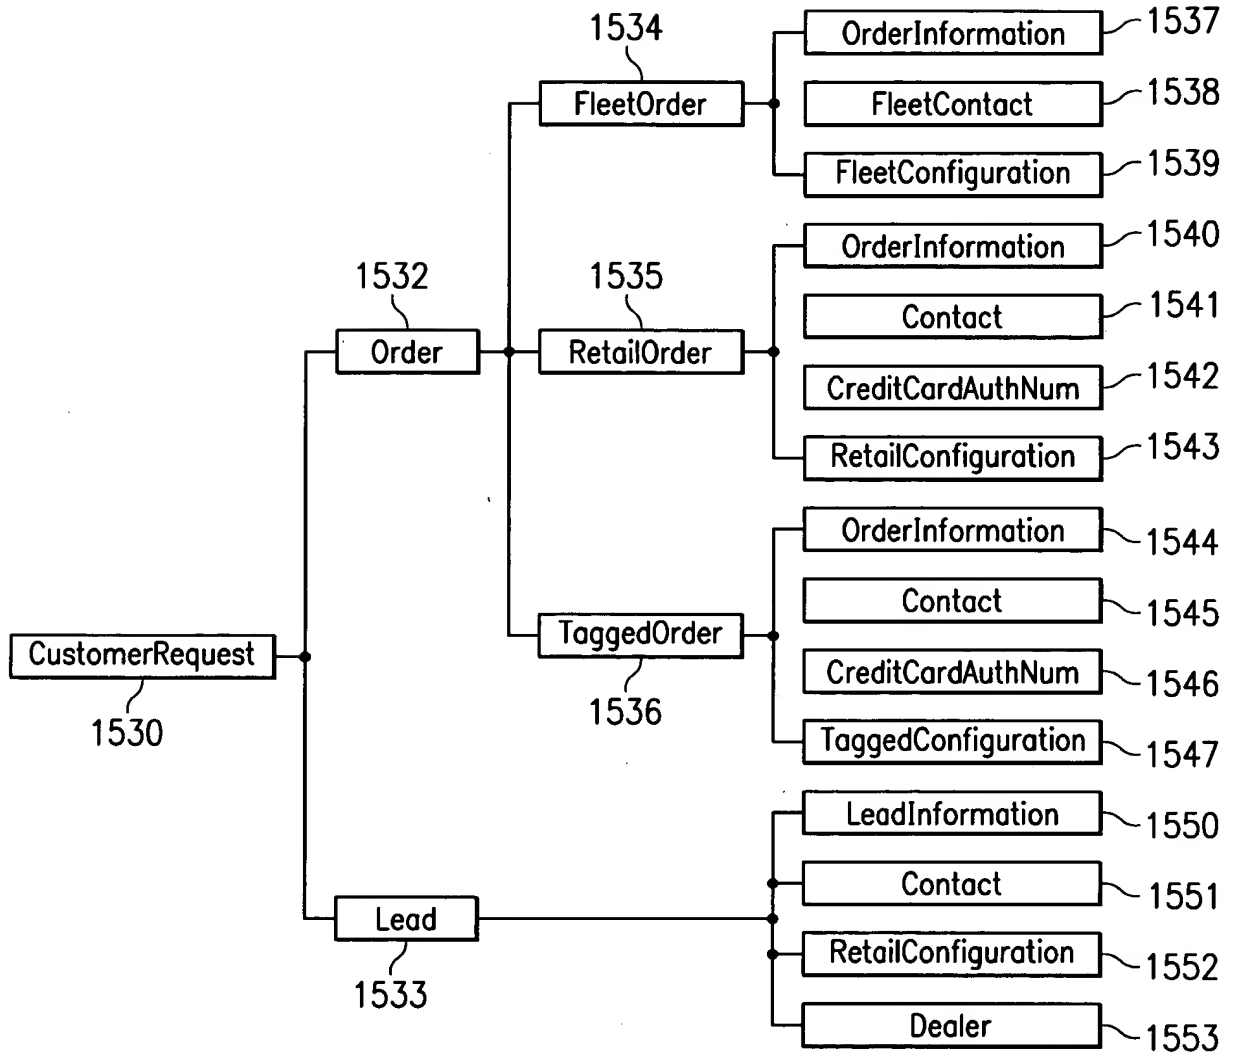 1534
OrderInformation
1537
FleetOrder
FleetContact
1538
FleetConfiguration
1539
1532
1535
OrderInformation
1540
Contact
1541
Order
RetailOrder
CreditCardAuthNum
1542
RetailConfiguration
1543
OrderInformation
1544
Contact
1545
CustomerRequest
1530
TaggedOrder
1536
CreditCardAuthNum
1546
TaggedConfiguration
1547
LeadInformation
1550
Contact
1551
Lead
1533
RetailConfiguration
1552
Dealer
1553